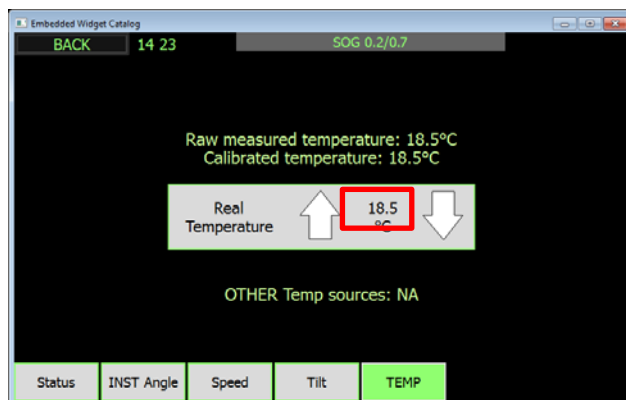 Embedded Widget Catalog
BACK 14 23 SOG 0.2/0.7
Raw measured temperature: 18.5°C
Calibrated temperature: 18.5°C
Real 18.5
Temperature °C
OTHER Temp sources: NA
Status INST Angle Speed Tilt TEMP